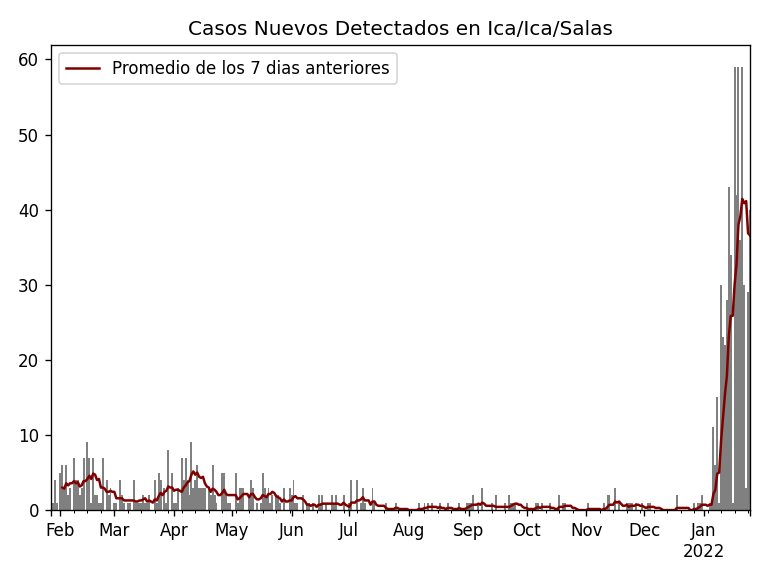 Casos Nuevos Detectados en Ica/Ica/Salas
Promedio de los 7 dias anteriores
60
50
40
30
20
10
0
Feb Mar Apr May Jun Jul Aug Sep Oct Nov Dec Jan
2022